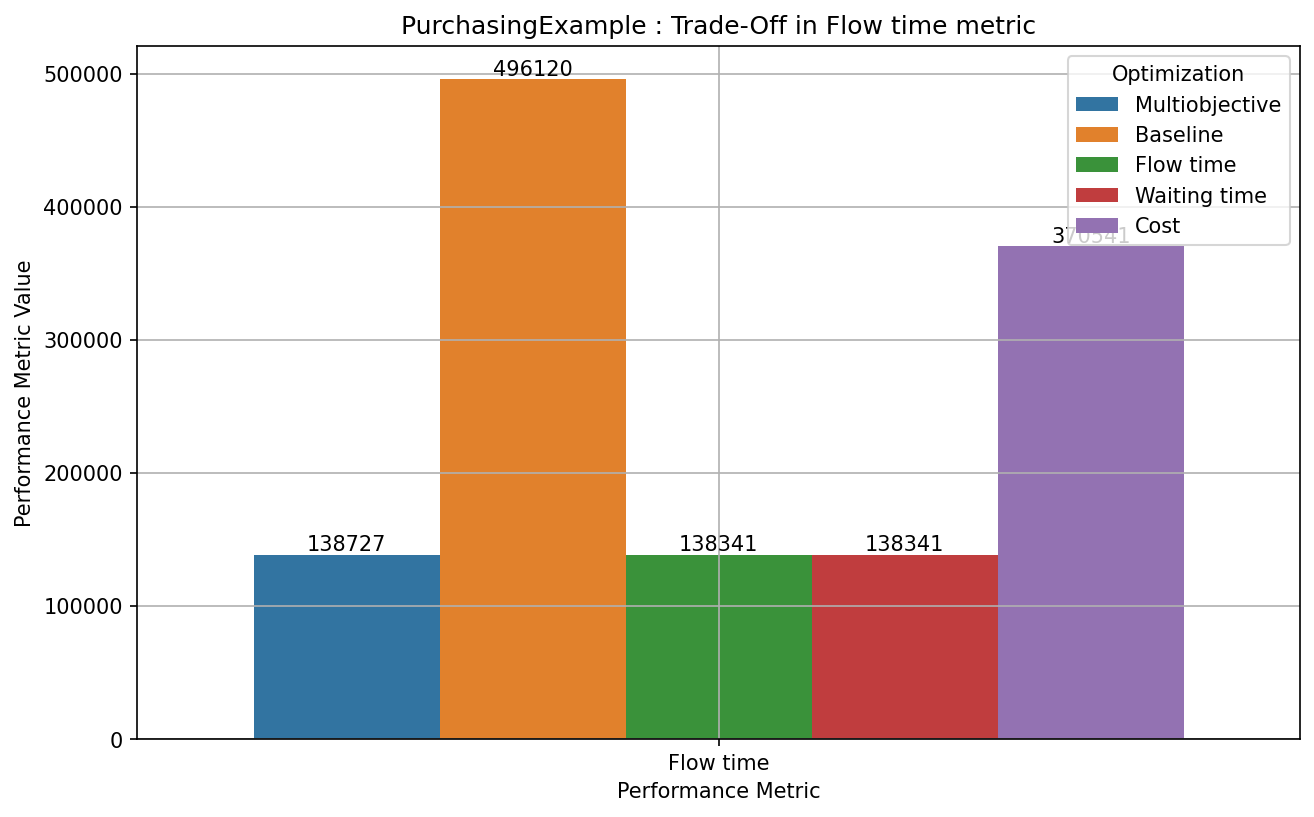 PurchasingExample : Trade-Off in Flow time metric
Optimization
Multiobjective
Baseline
Flow time
Waiting time
Cost
Performance Metric Value
500000
400000
300000
200000
100000
0
138727
496120
138341
138341
370541
Flow time
Performance Metric